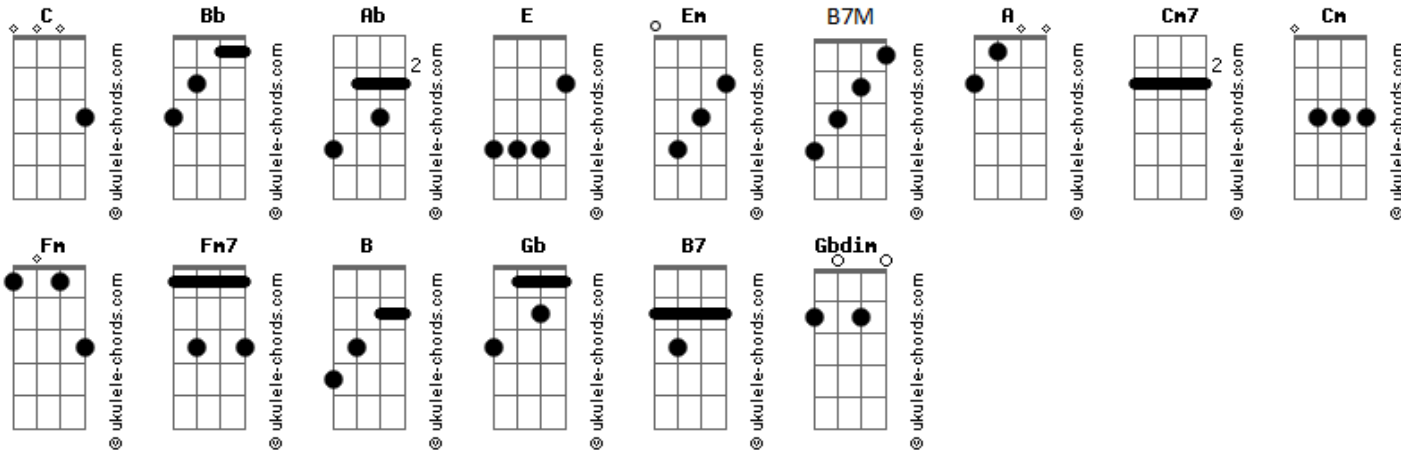 C Bb Ab E Em B7M A Cm7 Cm
2 2
© ukulele-chords.com © ukulele-chords.com © ukulele-chords.com © ukulele-chords.com © ukulele-chords.com © ukulele-chords.com © ukulele-chords.com © ukulele-chords.com © ukulele-chords.com
Fm Fm7 B Gb B7 Gbdim
© ukulele-chords.com © ukulele-chords.com © ukulele-chords.com © ukulele-chords.com © ukulele-chords.com © ukulele-chords.com